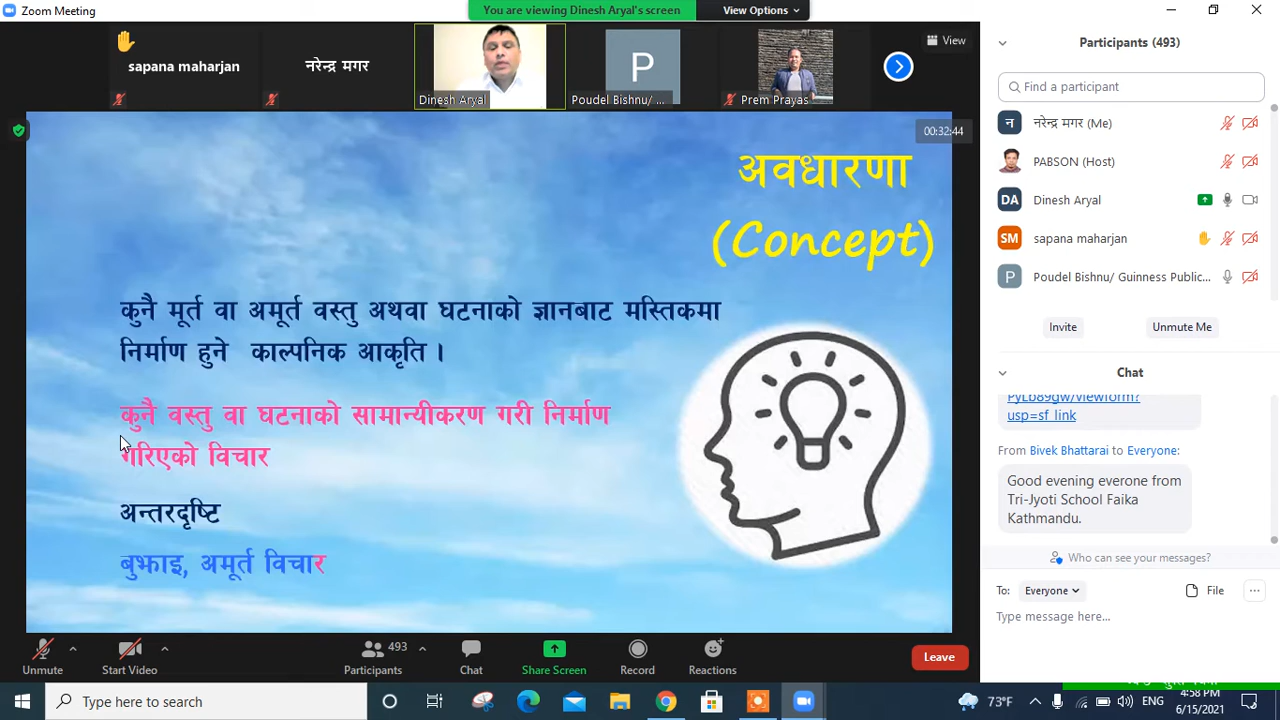 Zoom Meeting
You are viewing Dinesh Aryal's screen
View Options
sapana maharjan
नरेन्द्र मगर
Dinesh Aryal
P
Poudel Bishnu/ ...
Prem Prayas
View
00:32:44
अवधारणा
(Concept)
कुनै मूर्त वा अमूर्त वस्तु अथवा घटनाको ज्ञानबाट मस्तिकमा
निर्माण हुने काल्पनिक आकृति ।
कुनै वस्तु वा घटनाको सामान्यीकरण गरी निर्माण
गरिएको विचार
अन्तरदृष्टि
बुझाइ, अमूर्त विचार
Participants (493)
Find a participant
न नरेन्द्र मगर (Me)
PABSON (Host)
DA Dinesh Aryal
SM sapana maharjan
P Poudel Bishnu/ Guinness Public...
Invite
Unmute Me
Chat
PyLb89gw/viewform?
usp=sf_link
From Bivek Bhattarai to Everyone:
Good evening everone from
Tri-Jyoti School Faika
Kathmandu.
Who can see your messages?
To: Everyone
File
Type message here...
Unmute
Start Video
493
Participants
Chat
Share Screen
Record
Reactions
Leave
Type here to search
73°F
ENG
4:58 PM
6/15/2021